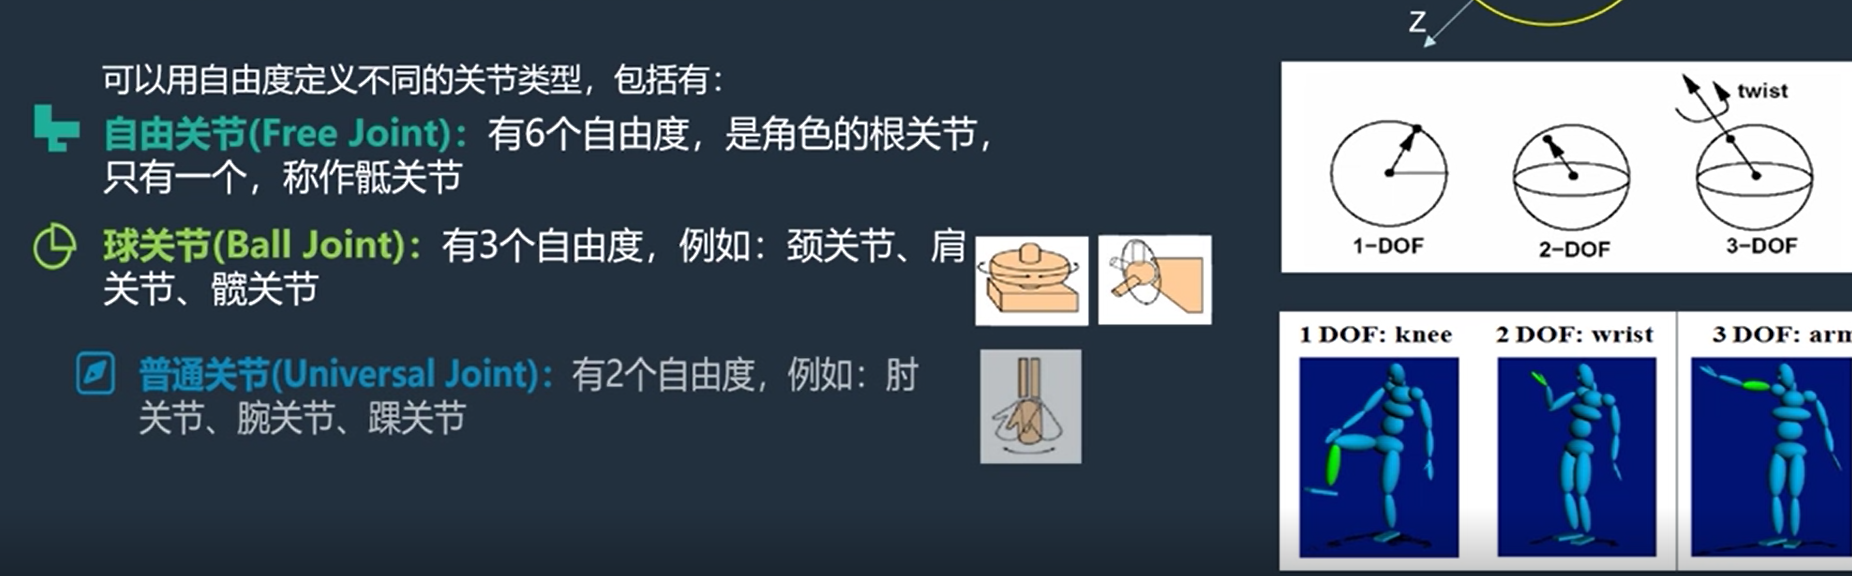 Z
可以用自由度定义不同的关节类型，包括有：
自由关节(Free Joint)：有6个自由度，是角色的根关节，
只有一个，称作骶关节
球关节(Ball Joint)：有3个自由度，例如：颈关节、肩
关节、髋关节
普通关节(Universal Joint)：有2个自由度，例如：肘
关节、腕关节、踝关节
twist
1-DOF
2-DOF
3-DOF
1 DOF: knee
2 DOF: wrist
3 DOF: arm